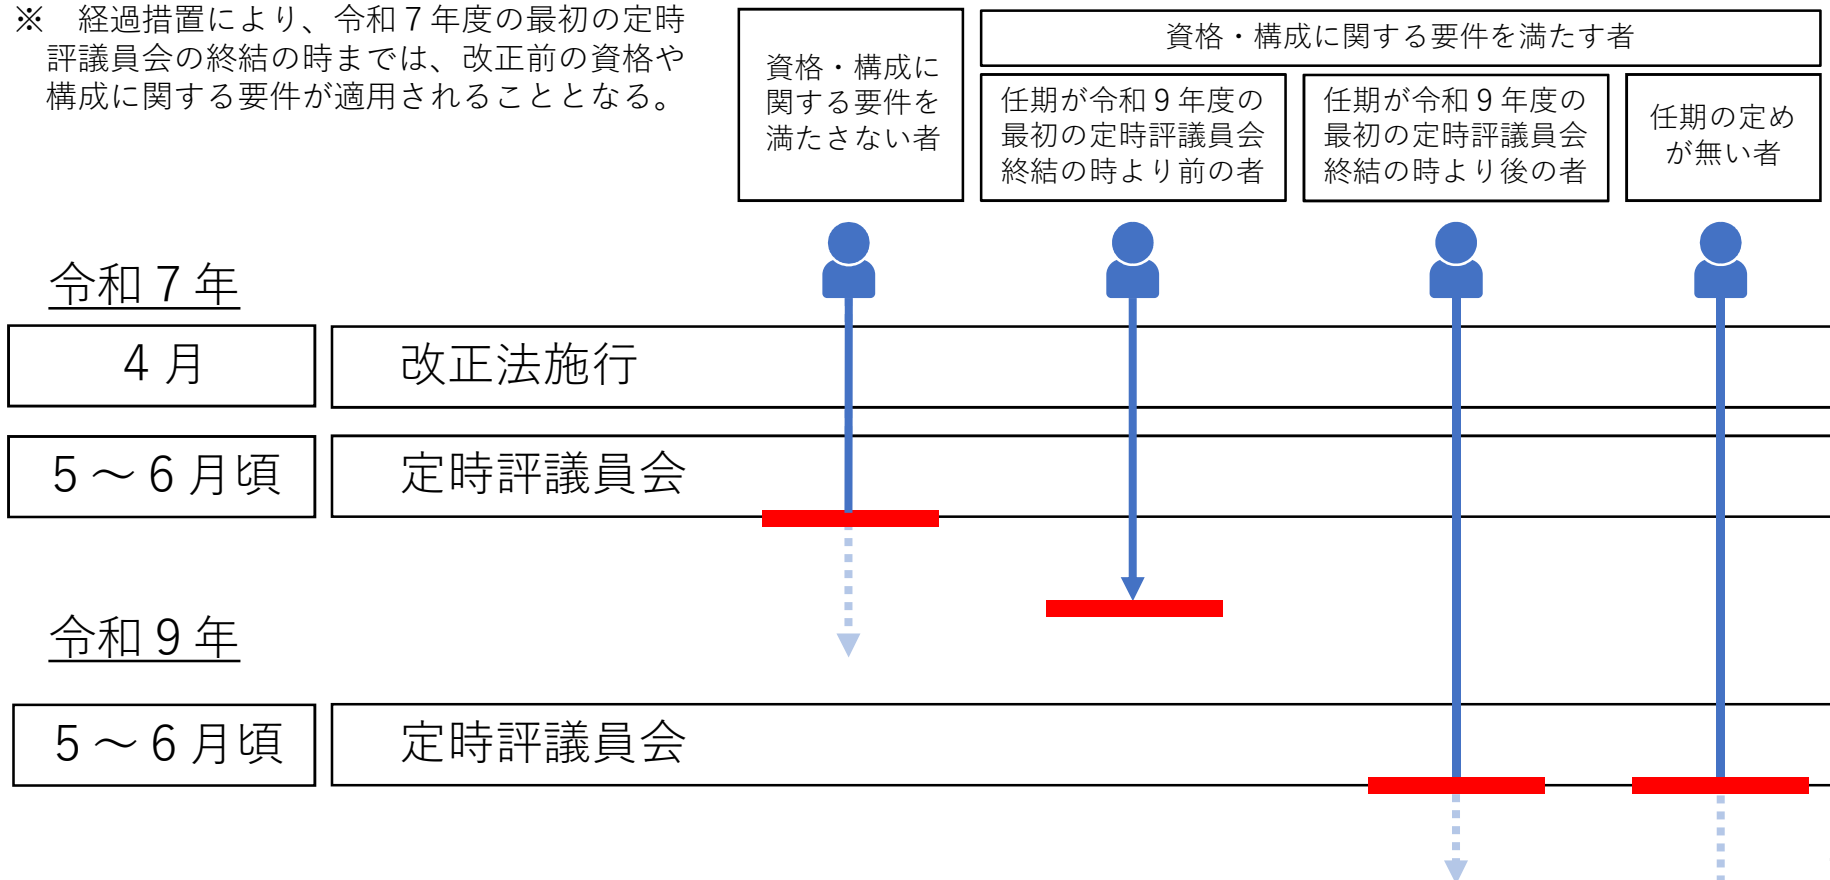 ※　経過措置により、令和７年度の最初の定時
評議員会の終結の時までは、改正前の資格や
構成に関する要件が適用されることとなる。
資格・構成に
関する要件を
満たさない者
資格・構成に関する要件を満たす者
任期が令和９年度の
最初の定時評議員会
終結の時より前の者
任期が令和９年度の
最初の定時評議員会
終結の時より後の者
任期の定め
が無い者
令和７年
４月
改正法施行
５～６月頃
定時評議員会
令和９年
５～６月頃
定時評議員会